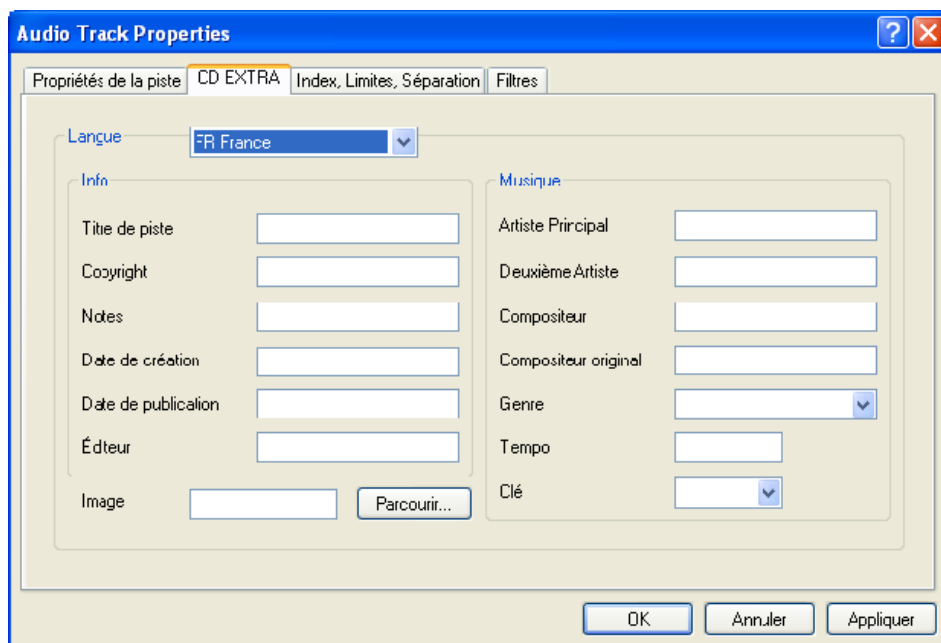 Audio Track Properties
Propriétés de la piste CD EXTRA Index, Limites, Séparation Filtres
Langue FR France
Info
Titre de piste
Copyright
Notes
Date de création
Date de publication
Éditeur
Image Parcourir...
Musique
Artiste Principal
Deuxième Artiste
Compositeur
Compositeur original
Genre
Tempo
Clé
OK Annuler Appliquer